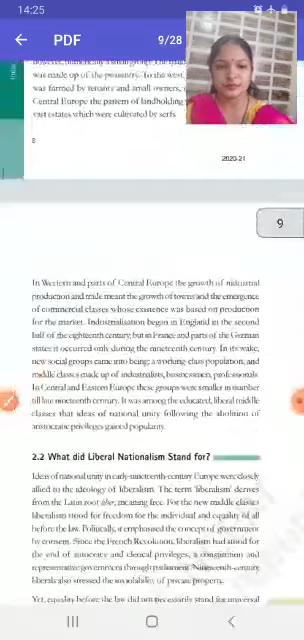 14:25
PDF
9/28
India
however, numerically a small group. The majority
was made up of the peasantry. To the west,
was farmed by tenants and small owners,
Central Europe the pattern of landholding
vast estates which were cultivated by serfs.
8
2020-21
9
In Western and parts of Central Europe the growth of industrial
production and trade meant the growth of towns and the emergence
of commercial classes whose existence was based on production
for the market. Industrialisation began in England in the second
half of the eighteenth century, but in France and parts of the German
states it occurred only during the nineteenth century. In its wake,
new social groups came into being: a working-class population, and
middle classes made up of industrialists, businessmen, professionals.
In Central and Eastern Europe these groups were smaller in number
till late nineteenth century. It was among the educated, liberal middle
classes that ideas of national unity following the abolition of
aristocratic privileges gained popularity.
2.2 What did Liberal Nationalism Stand for?
Ideas of national unity in early-nineteenth-century Europe were closely
allied to the ideology of liberalism. The term 'liberalism' derives
from the Latin root liber, meaning free. For the new middle classes
liberalism stood for freedom for the individual and equality of all
before the law. Politically, it emphasised the concept of government
by consent. Since the French Revolution, liberalism had stood for
the end of autocracy and clerical privileges, a constitution and
representative government through parliament. Nineteenth-century
liberals also stressed the inviolability of private property.
Yet, equality before the law did not necessarily stand for universal